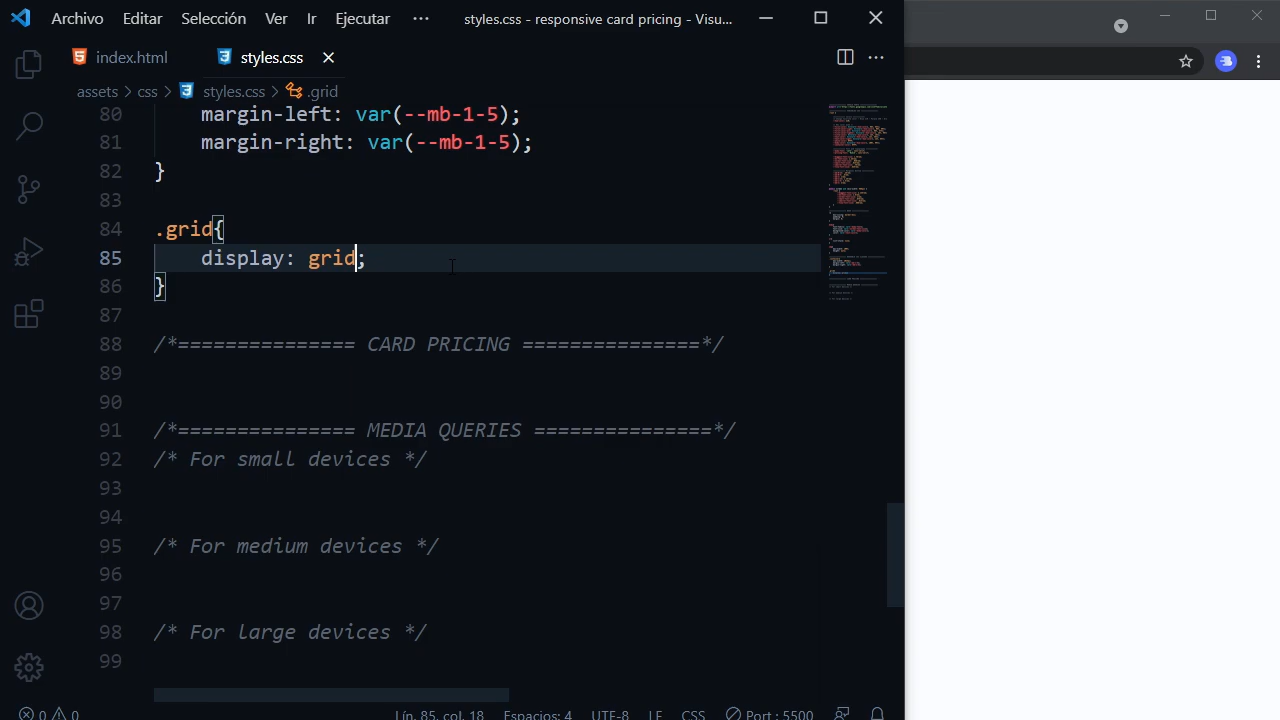 Archivo Editar Selección Ver Ir Ejecutar ··· styles.css - responsive card pricing - Visu...
index.html styles.css
assets > css > styles.css > .grid
80 margin-left: var(--mb-1-5);
81 margin-right: var(--mb-1-5);
82 }
83
84 .grid{
85 display: grid;
86 }
87
88 /*=============== CARD PRICING ===============*/
89
90
91 /*=============== MEDIA QUERIES ===============*/
92 /* For small devices */
93
94
95 /* For medium devices */
96
97
98 /* For large devices */
99
0 0 Lín. 85, col. 18 Espacios: 4 UTF-8 LF CSS Port : 5500